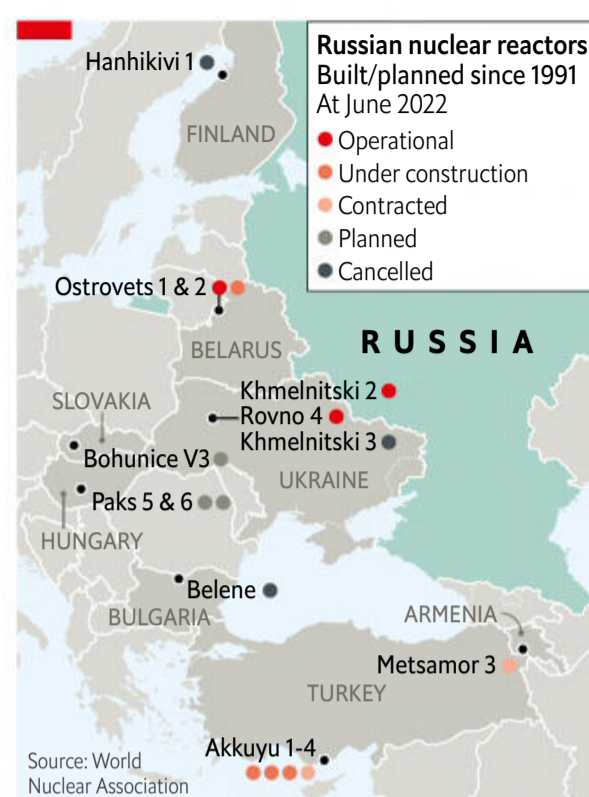 Russian nuclear reactors
Built/planned since 1991
At June 2022
Operational
Under construction
Contracted
Planned
Cancelled
Hanhikivi 1
FINLAND
Ostrovets 1 & 2
RUSSIA
BELARUS
Khmelnitski 2
SLOVAKIA
Rovno 4
Khmelnitski 3
Bohunice V3
UKRAINE
Paks 5 & 6
HUNGARY
Belene
BULGARIA
ARMENIA
Metsamor 3
TURKEY
Akkuyu 1-4
Source: World
Nuclear Association